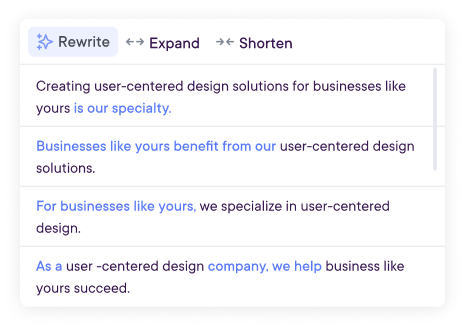 Rewrite Expand Shorten
Creating user-centered design solutions for businesses like
yours is our specialty.
Businesses like yours benefit from our user-centered design
solutions.
For businesses like yours, we specialize in user-centered
design.
As a user -centered design company, we help business like
yours succeed.